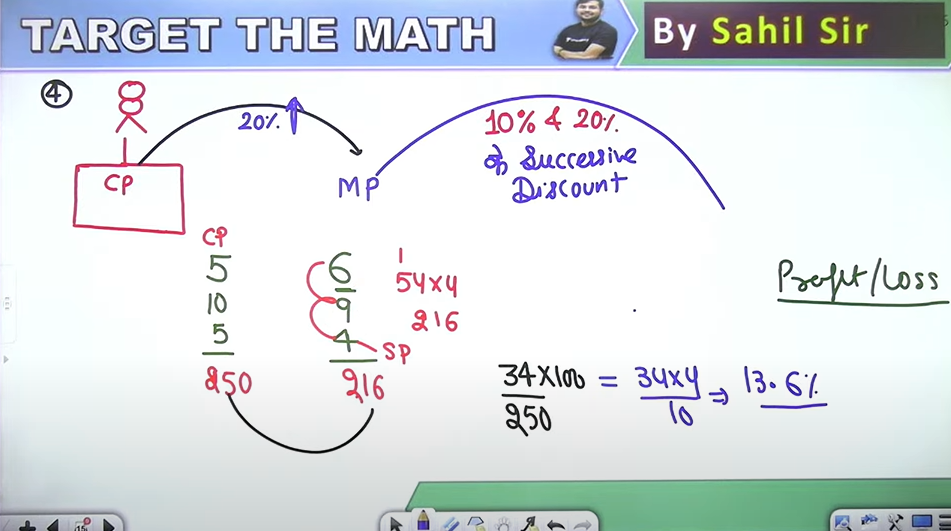 TARGET THE MATH
By Sahil Sir
4
20%
10% & 20%
of Successive
Discount
CP
MP
CP
5 6
10 9
5 4
SP
250 216
54×4
216
Profit/Loss
34×100/250 = 34×4/10 ⇒ 13.6%